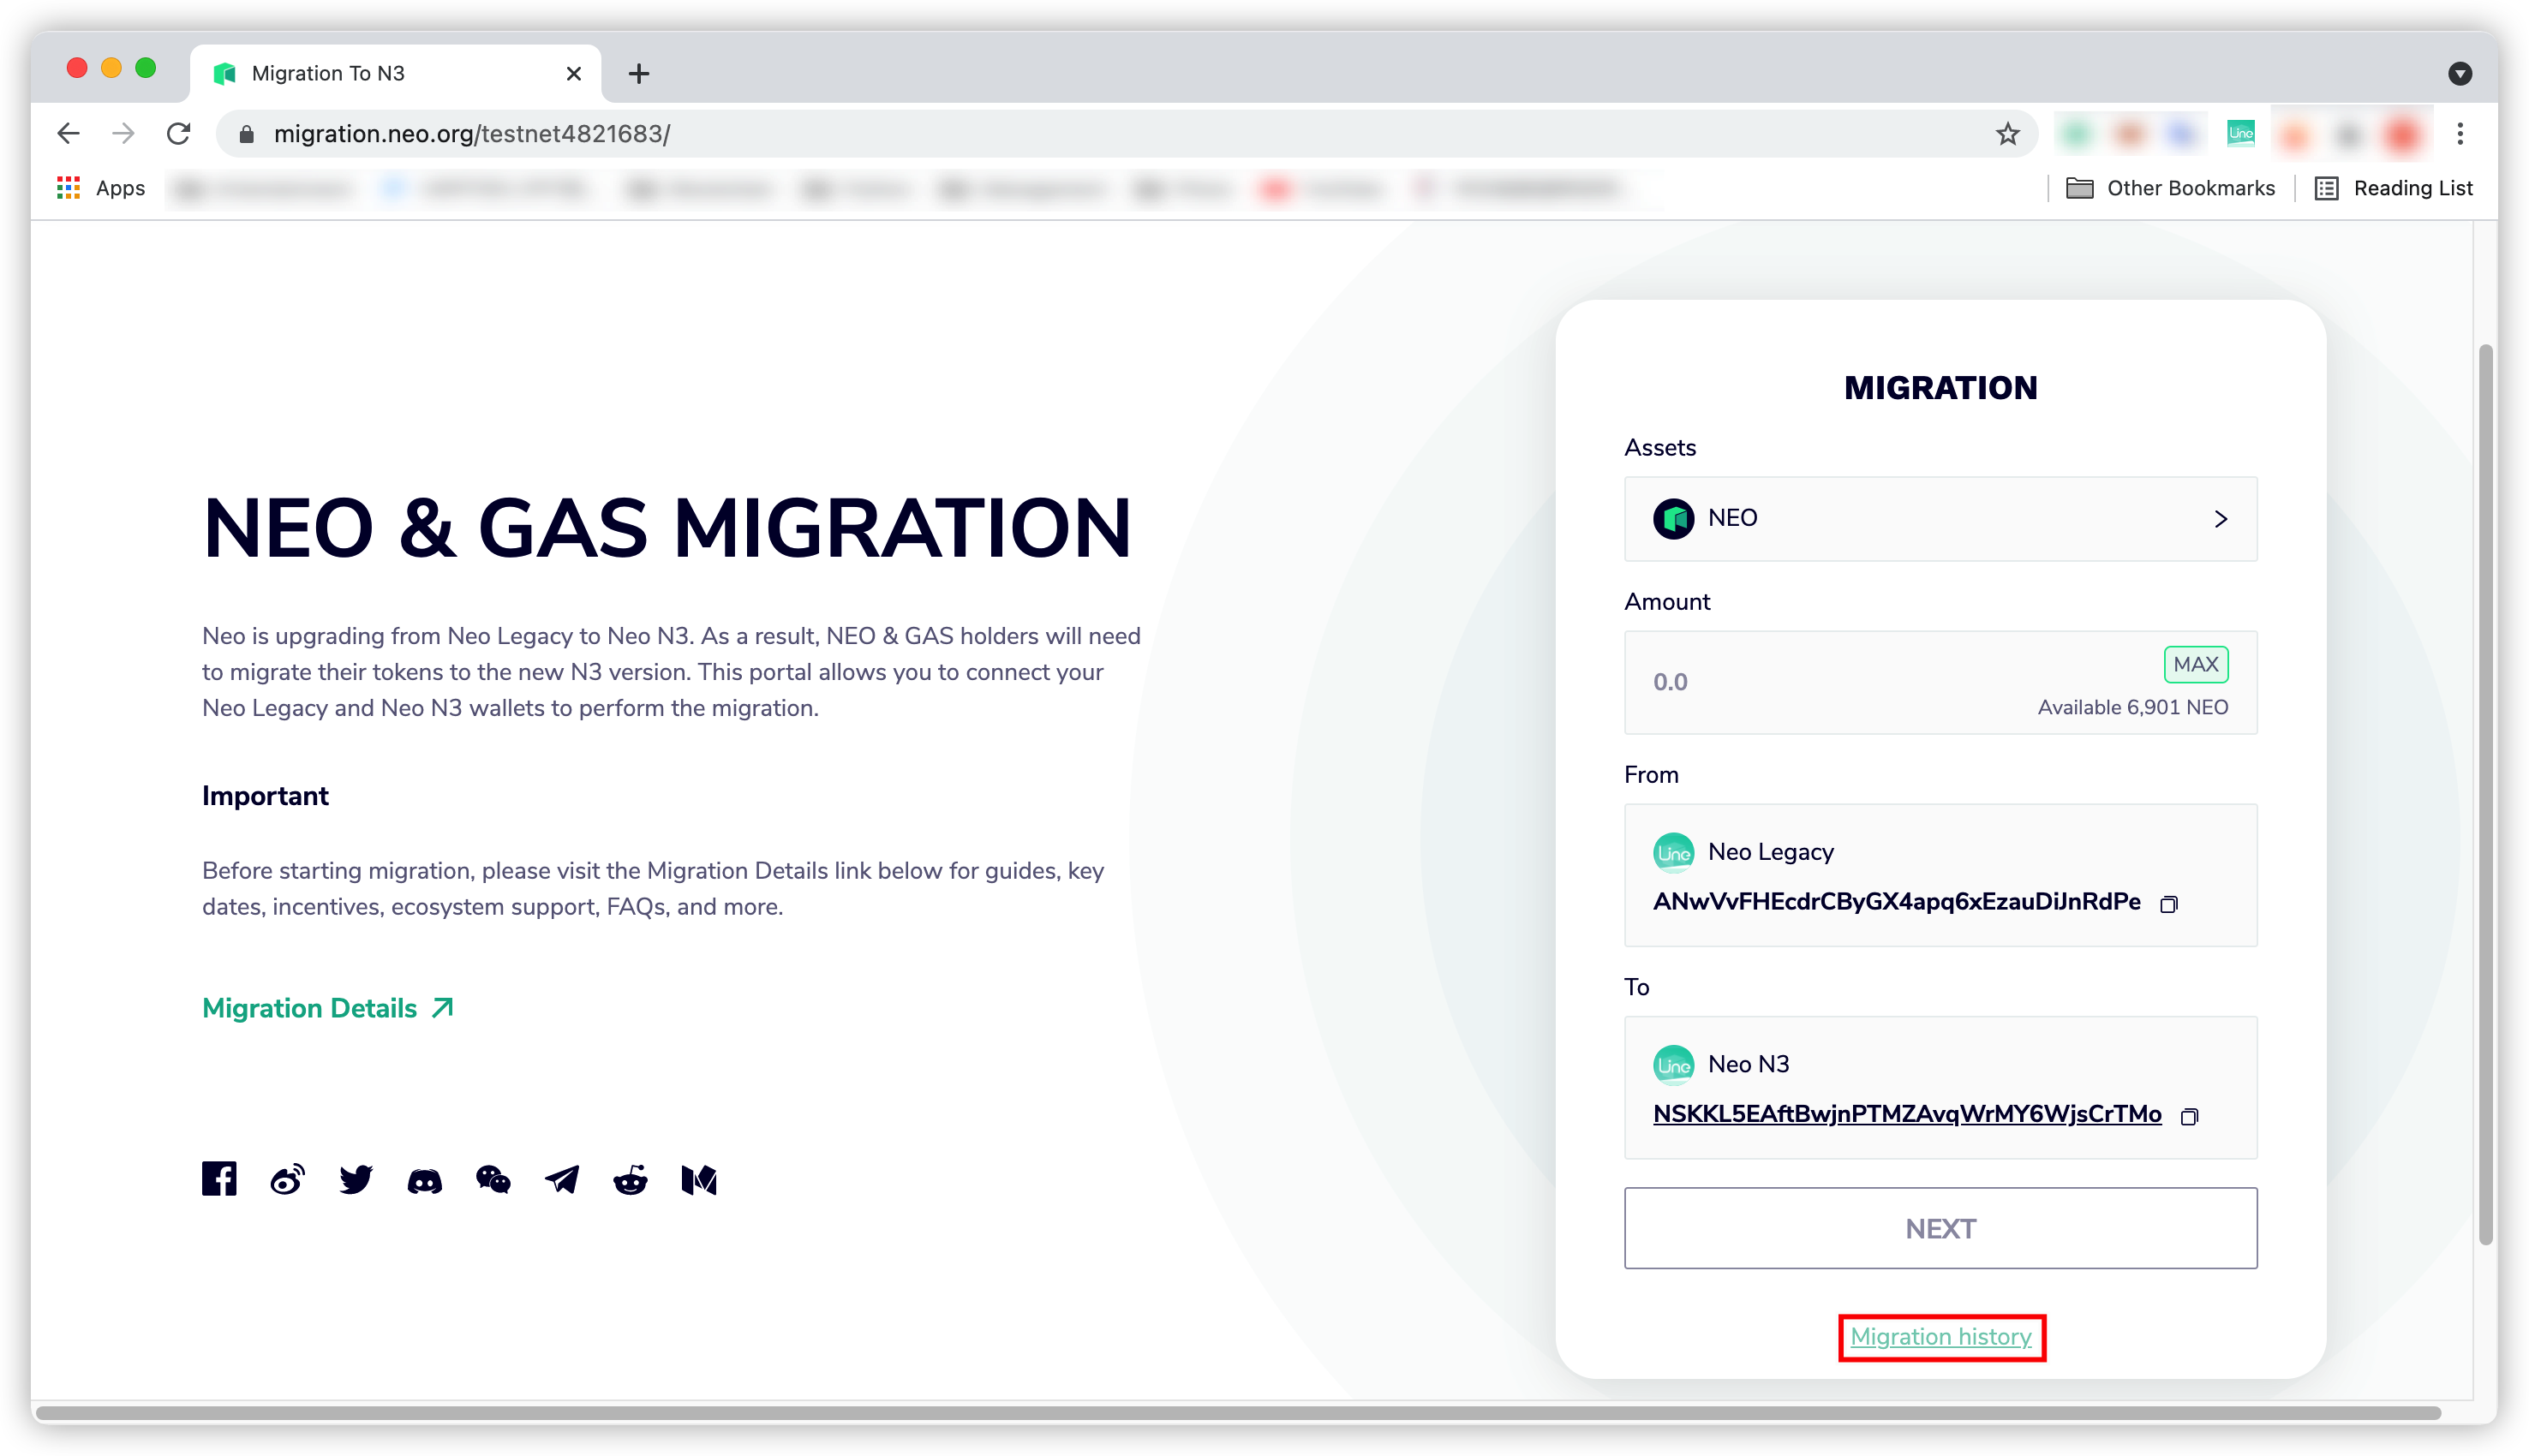 Migration To N3
migration.neo.org/testnet4821683/
Line
Apps
Other Bookmarks
Reading List
NEO & GAS MIGRATION
Neo is upgrading from Neo Legacy to Neo N3. As a result, NEO & GAS holders will need
to migrate their tokens to the new N3 version. This portal allows you to connect your
Neo Legacy and Neo N3 wallets to perform the migration.
Important
Before starting migration, please visit the Migration Details link below for guides, key
dates, incentives, ecosystem support, FAQs, and more.
Migration Details
MIGRATION
Assets
NEO
Amount
0.0
MAX
Available 6,901 NEO
From
Line
Neo Legacy
ANwVvFHEcdrCByGX4apq6xEzauDiJnRdPe
To
Line
Neo N3
NSKKL5EAftBwjnPTMZAvqWrMY6WjsCrTMo
NEXT
Migration history